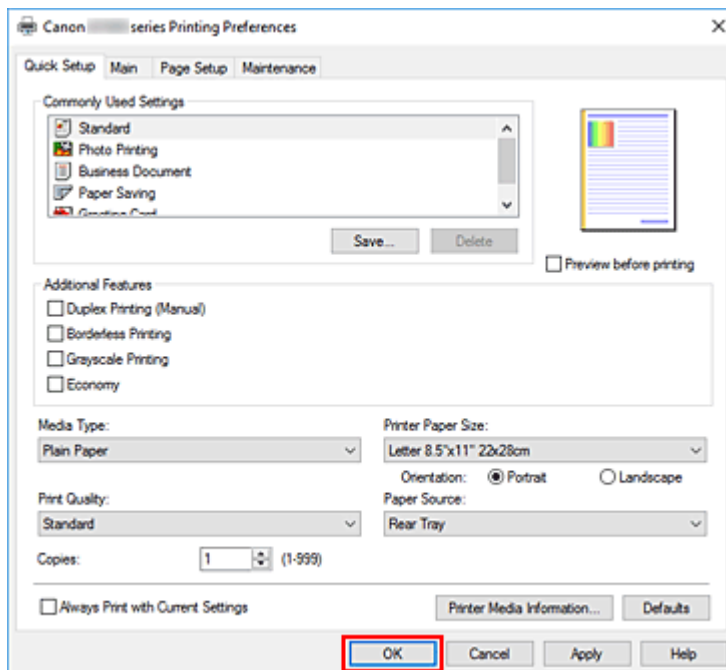 Canon series Printing Preferences
Quick Setup Main Page Setup Maintenance
Commonly Used Settings
Standard
Photo Printing
Business Document
Paper Saving
Greeting Card
Save... Delete
Preview before printing
Additional Features
Duplex Printing (Manual)
Borderless Printing
Grayscale Printing
Economy
Media Type: Printer Paper Size:
Plain Paper Letter 8.5"x11" 22x28cm
Orientation: Portrait Landscape
Print Quality: Paper Source:
Standard Rear Tray
Copies: 1 (1-999)
Always Print with Current Settings Printer Media Information... Defaults
OK Cancel Apply Help